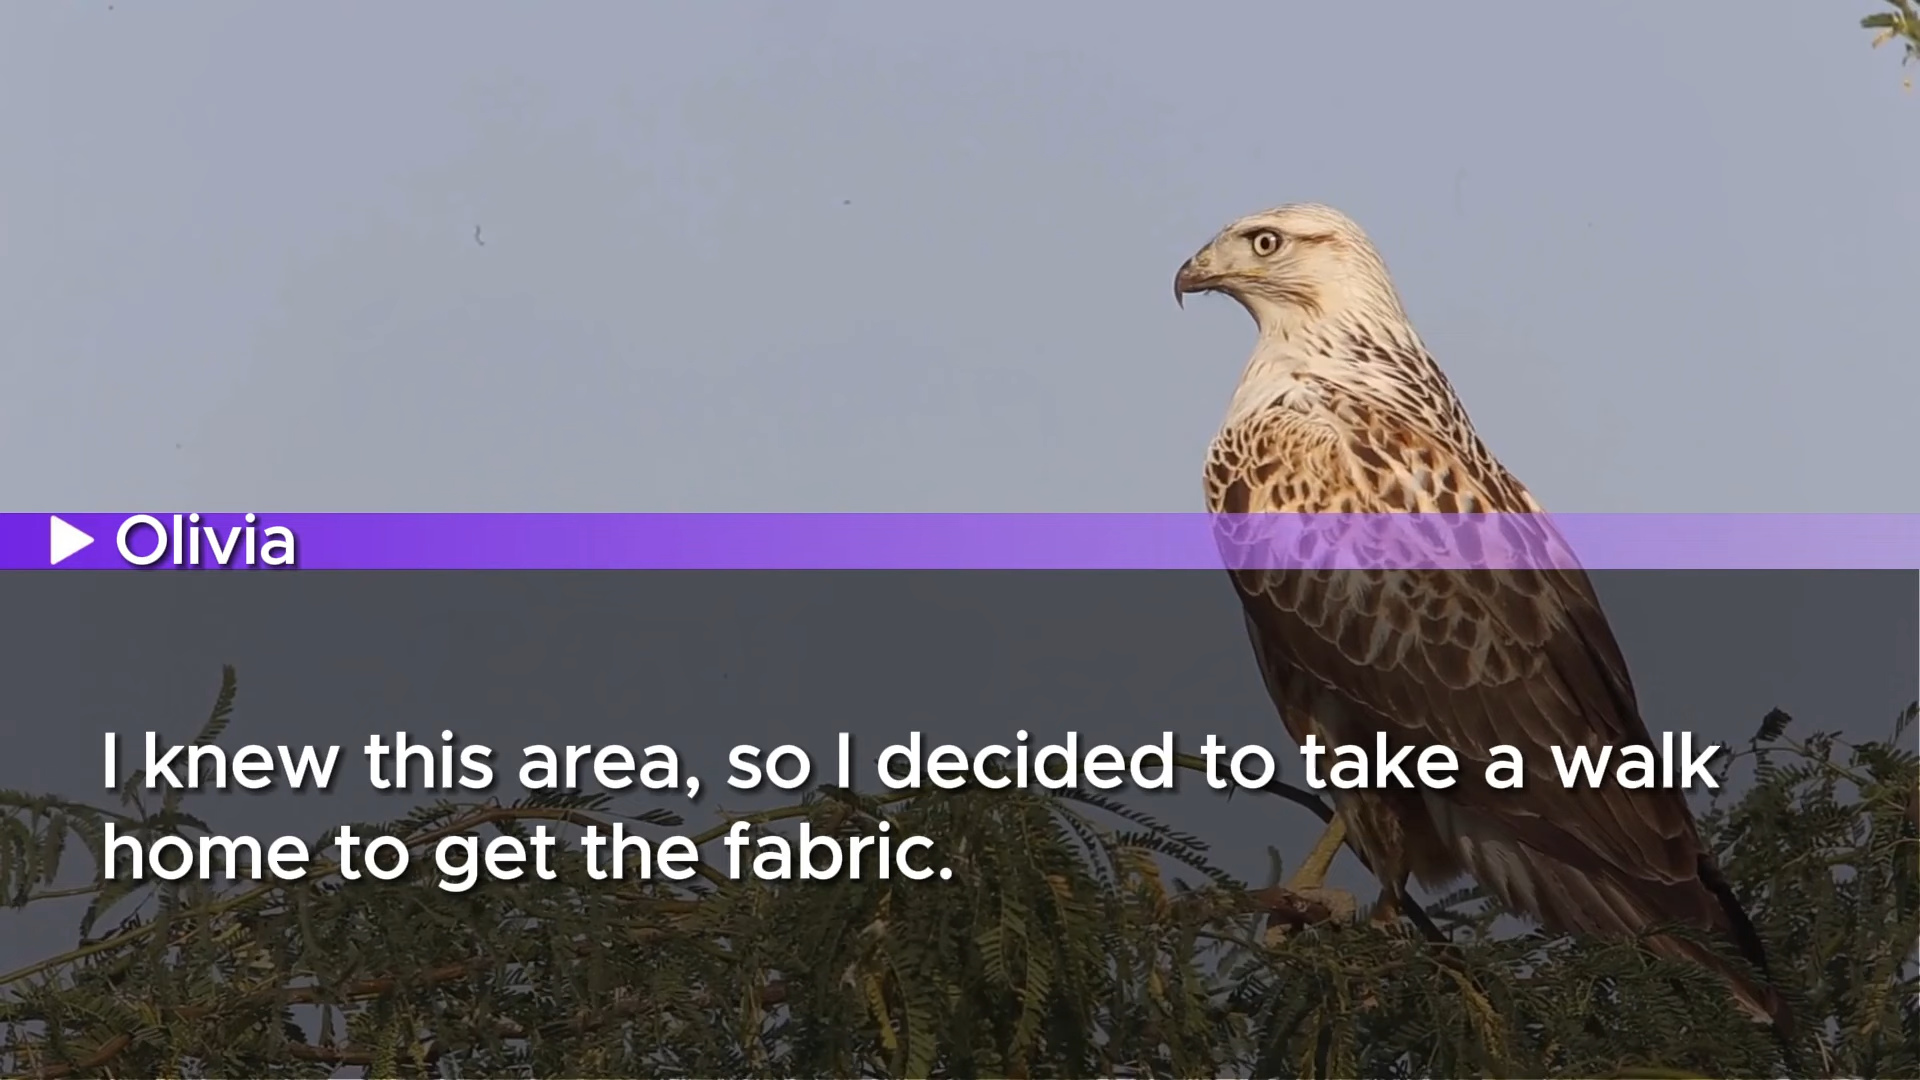 Olivia
I knew this area, so I decided to take a walk
home to get the fabric.